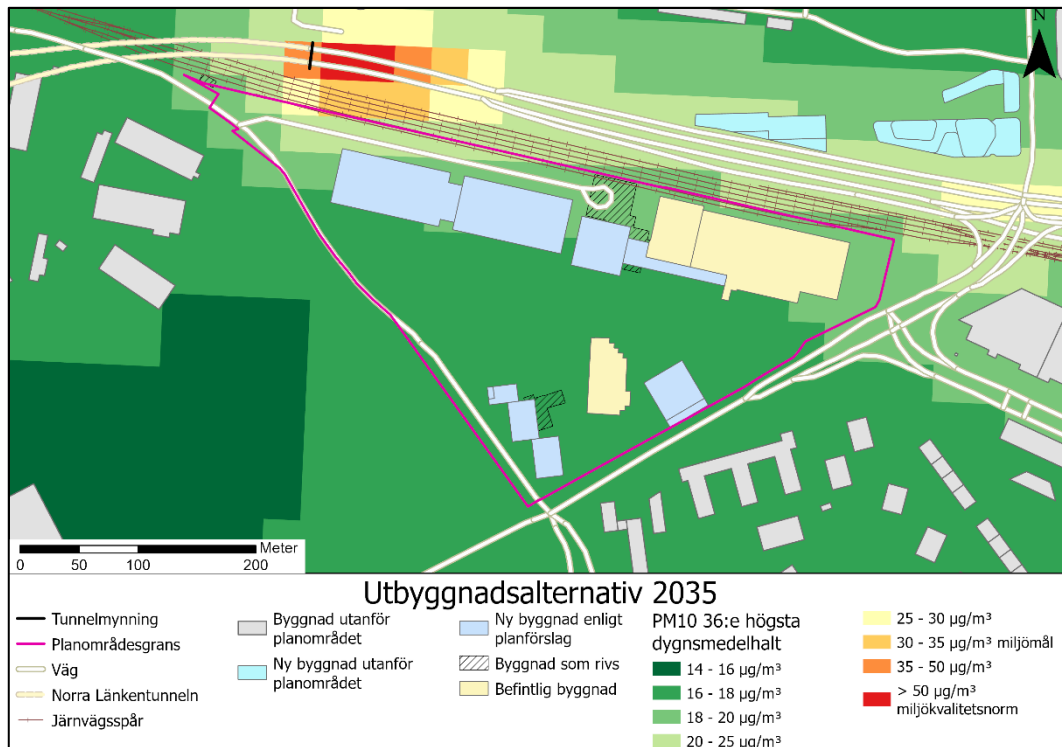 N
Meter
0 50 100 200
Utbyggnadsalternativ 2035
Tunnelmynning
Planområdesgrans
Väg
Norra Länkentunneln
Järnvägsspår
Byggnad utanför
planområdet
Ny byggnad utanför
planområdet
Ny byggnad enligt
planförslag
Byggnad som rivs
Befintlig byggnad
PM10 36:e högsta
dygnsmedelhalt
14 - 16 µg/m³
16 - 18 µg/m³
18 - 20 µg/m³
20 - 25 µg/m³
25 - 30 µg/m³
30 - 35 µg/m³ miljömål
35 - 50 µg/m³
> 50 µg/m³
miljökvalitetsnorm